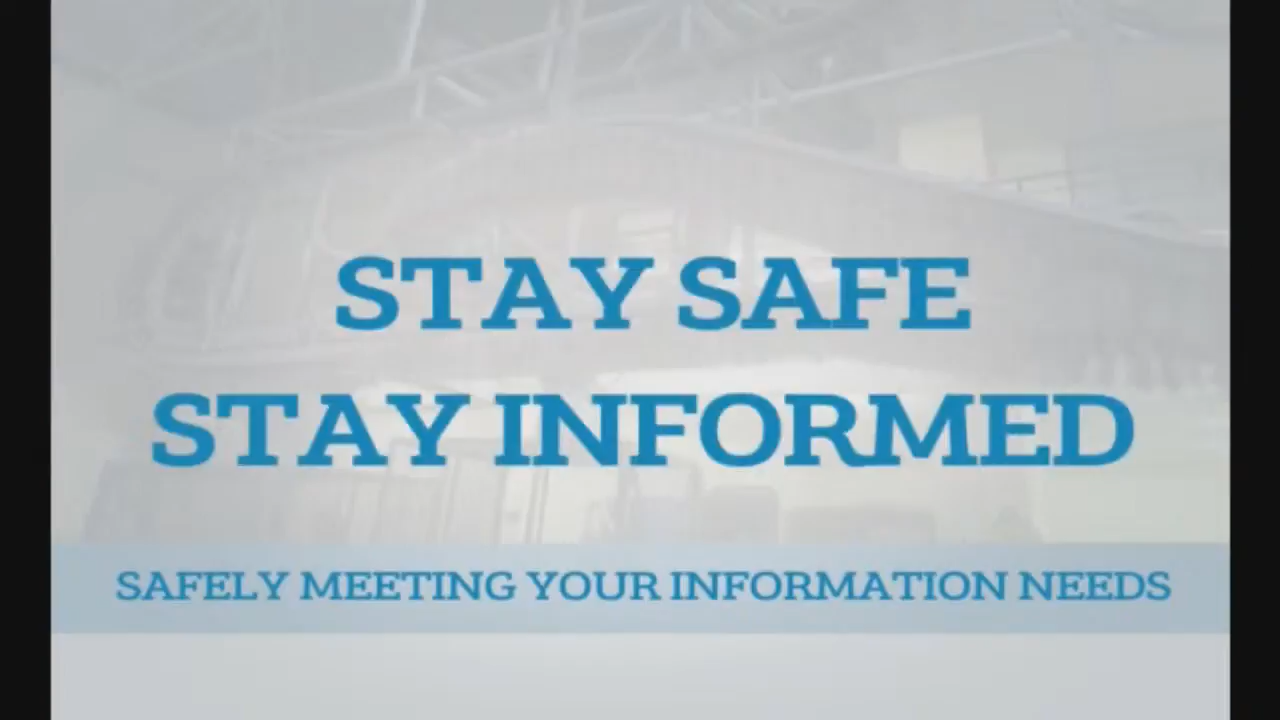 STAY SAFE
STAY INFORMED
SAFELY MEETING YOUR INFORMATION NEEDS